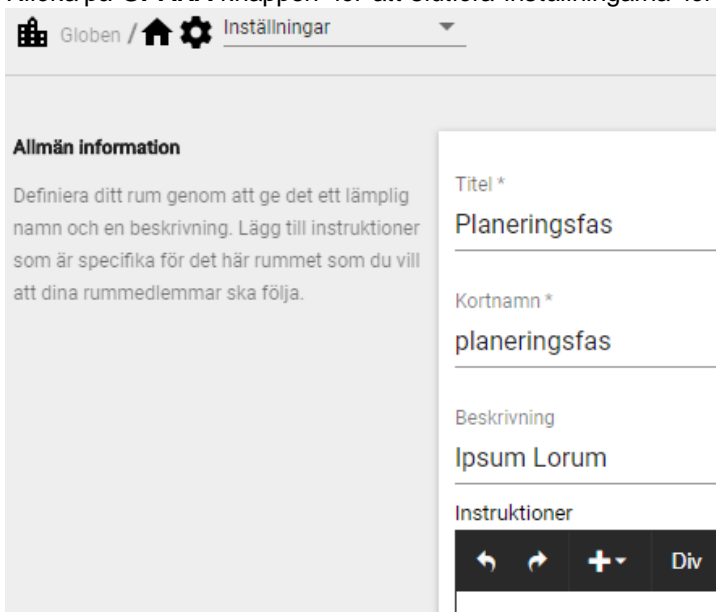 Globen / Inställningar
Allmän information
Definiera ditt rum genom att ge det ett lämplig
namn och en beskrivning. Lägg till instruktioner
som är specifika för det här rummet som du vill
att dina rummedlemmar ska följa.
Titel *
Planeringsfas
Kortnamn *
planeringsfas
Beskrivning
Ipsum Lorum
Instruktioner
Div